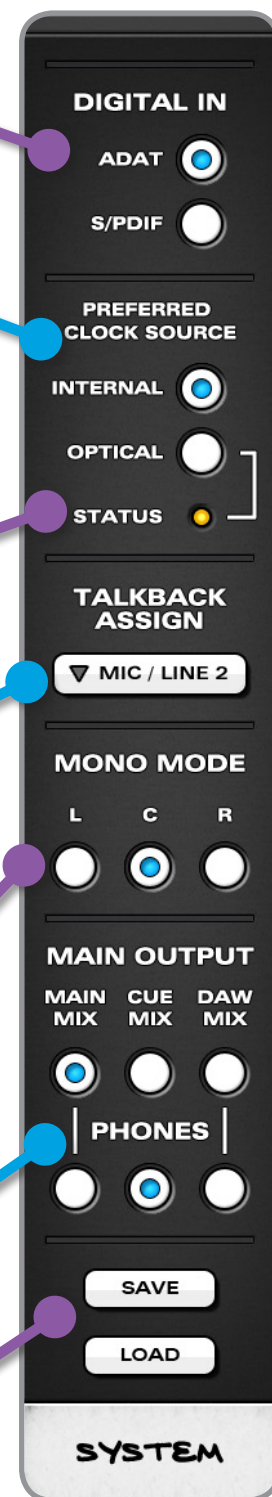 DIGITAL IN
ADAT
S/PDIF
PREFERRED
CLOCK SOURCE
INTERNAL
OPTICAL
STATUS
TALKBACK
ASSIGN
MIC / LINE 2
MONO MODE
L C R
MAIN OUTPUT
MAIN CUE DAW
MIX MIX MIX
PHONES
SAVE
LOAD
SYSTEM